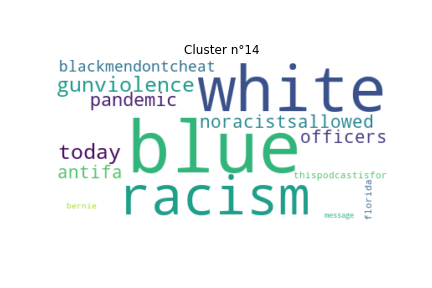 Cluster n°14
blackmendontcheat
gunviolence
white
pandemic
noracistsallowed
blue
officers
today
antifa
thispodcastisfor
racism
florida
bernie
message